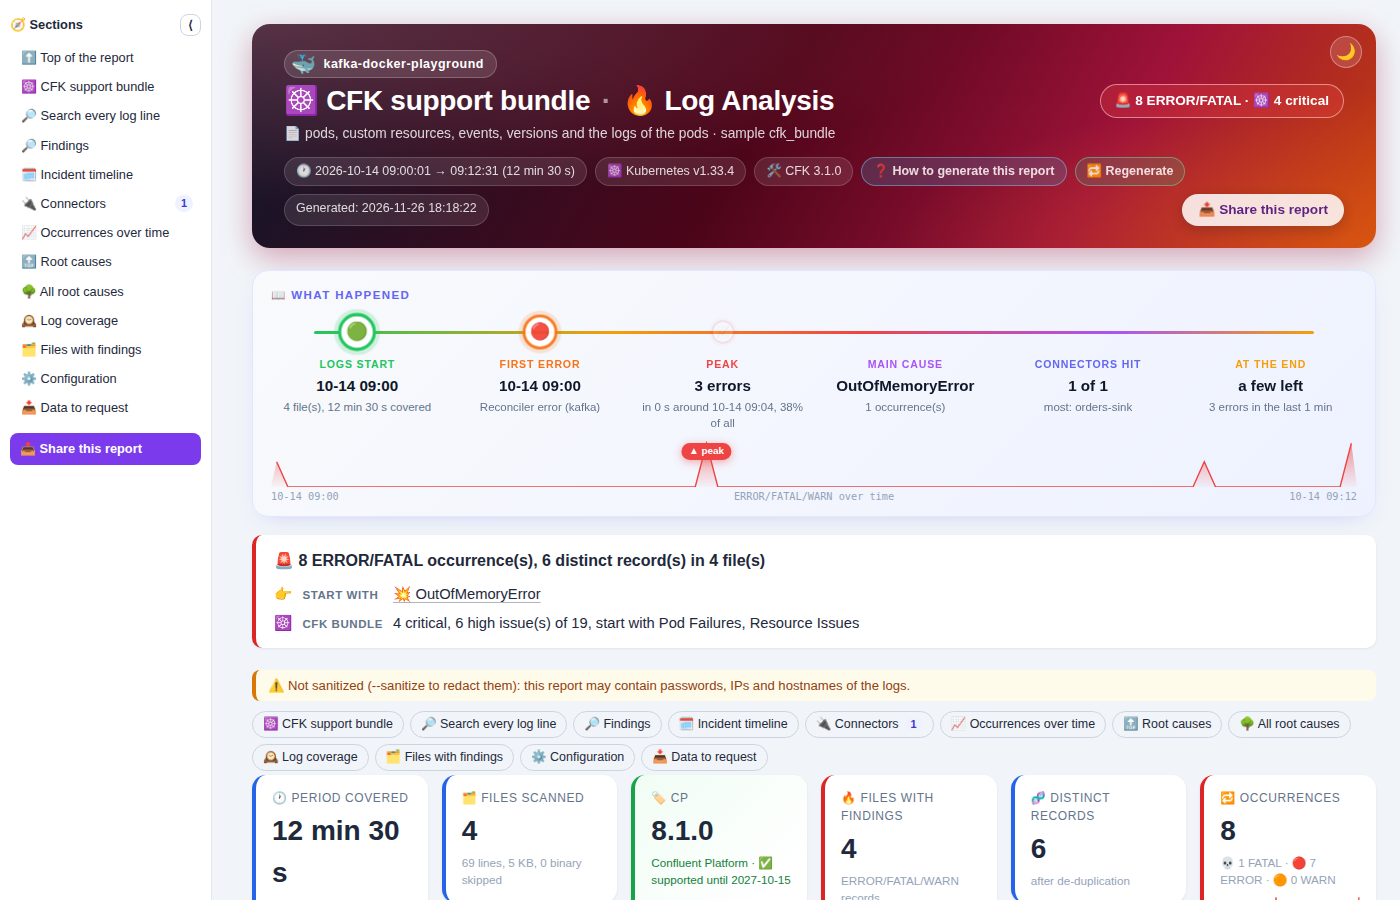 Sections
⟨
Top of the report
CFK support bundle
Search every log line
Findings
Incident timeline
Connectors 1
Occurrences over time
Root causes
All root causes
Log coverage
Files with findings
Configuration
Data to request
Share this report
kafka-docker-playground
CFK support bundle · Log Analysis
8 ERROR/FATAL · 4 critical
pods, custom resources, events, versions and the logs of the pods · sample cfk_bundle
2026-10-14 09:00:01 → 09:12:31 (12 min 30 s)
Kubernetes v1.33.4
CFK 3.1.0
How to generate this report
Regenerate
Generated: 2026-11-26 18:18:22
Share this report
WHAT HAPPENED
LOGS START
10-14 09:00
4 file(s), 12 min 30 s covered
FIRST ERROR
10-14 09:00
Reconciler error (kafka)
PEAK
3 errors
in 0 s around 10-14 09:04, 38%
of all
MAIN CAUSE
OutOfMemoryError
1 occurrence(s)
CONNECTORS HIT
1 of 1
most: orders-sink
AT THE END
a few left
3 errors in the last 1 min
▲ peak
10-14 09:00
ERROR/FATAL/WARN over time
10-14 09:12
8 ERROR/FATAL occurrence(s), 6 distinct record(s) in 4 file(s)
START WITH OutOfMemoryError
CFK BUNDLE 4 critical, 6 high issue(s) of 19, start with Pod Failures, Resource Issues
Not sanitized (--sanitize to redact them): this report may contain passwords, IPs and hostnames of the logs.
CFK support bundle
Search every log line
Findings
Incident timeline
Connectors 1
Occurrences over time
Root causes
All root causes
Log coverage
Files with findings
Configuration
Data to request
PERIOD COVERED
12 min 30
s
FILES SCANNED
4
69 lines, 5 KB, 0 binary
skipped
CP
8.1.0
Confluent Platform · ✅
supported until 2027-10-15
FILES WITH
FINDINGS
4
ERROR/FATAL/WARN
records
DISTINCT
RECORDS
6
after de-duplication
OCCURRENCES
8
1 FATAL · 7
ERROR · 0 WARN